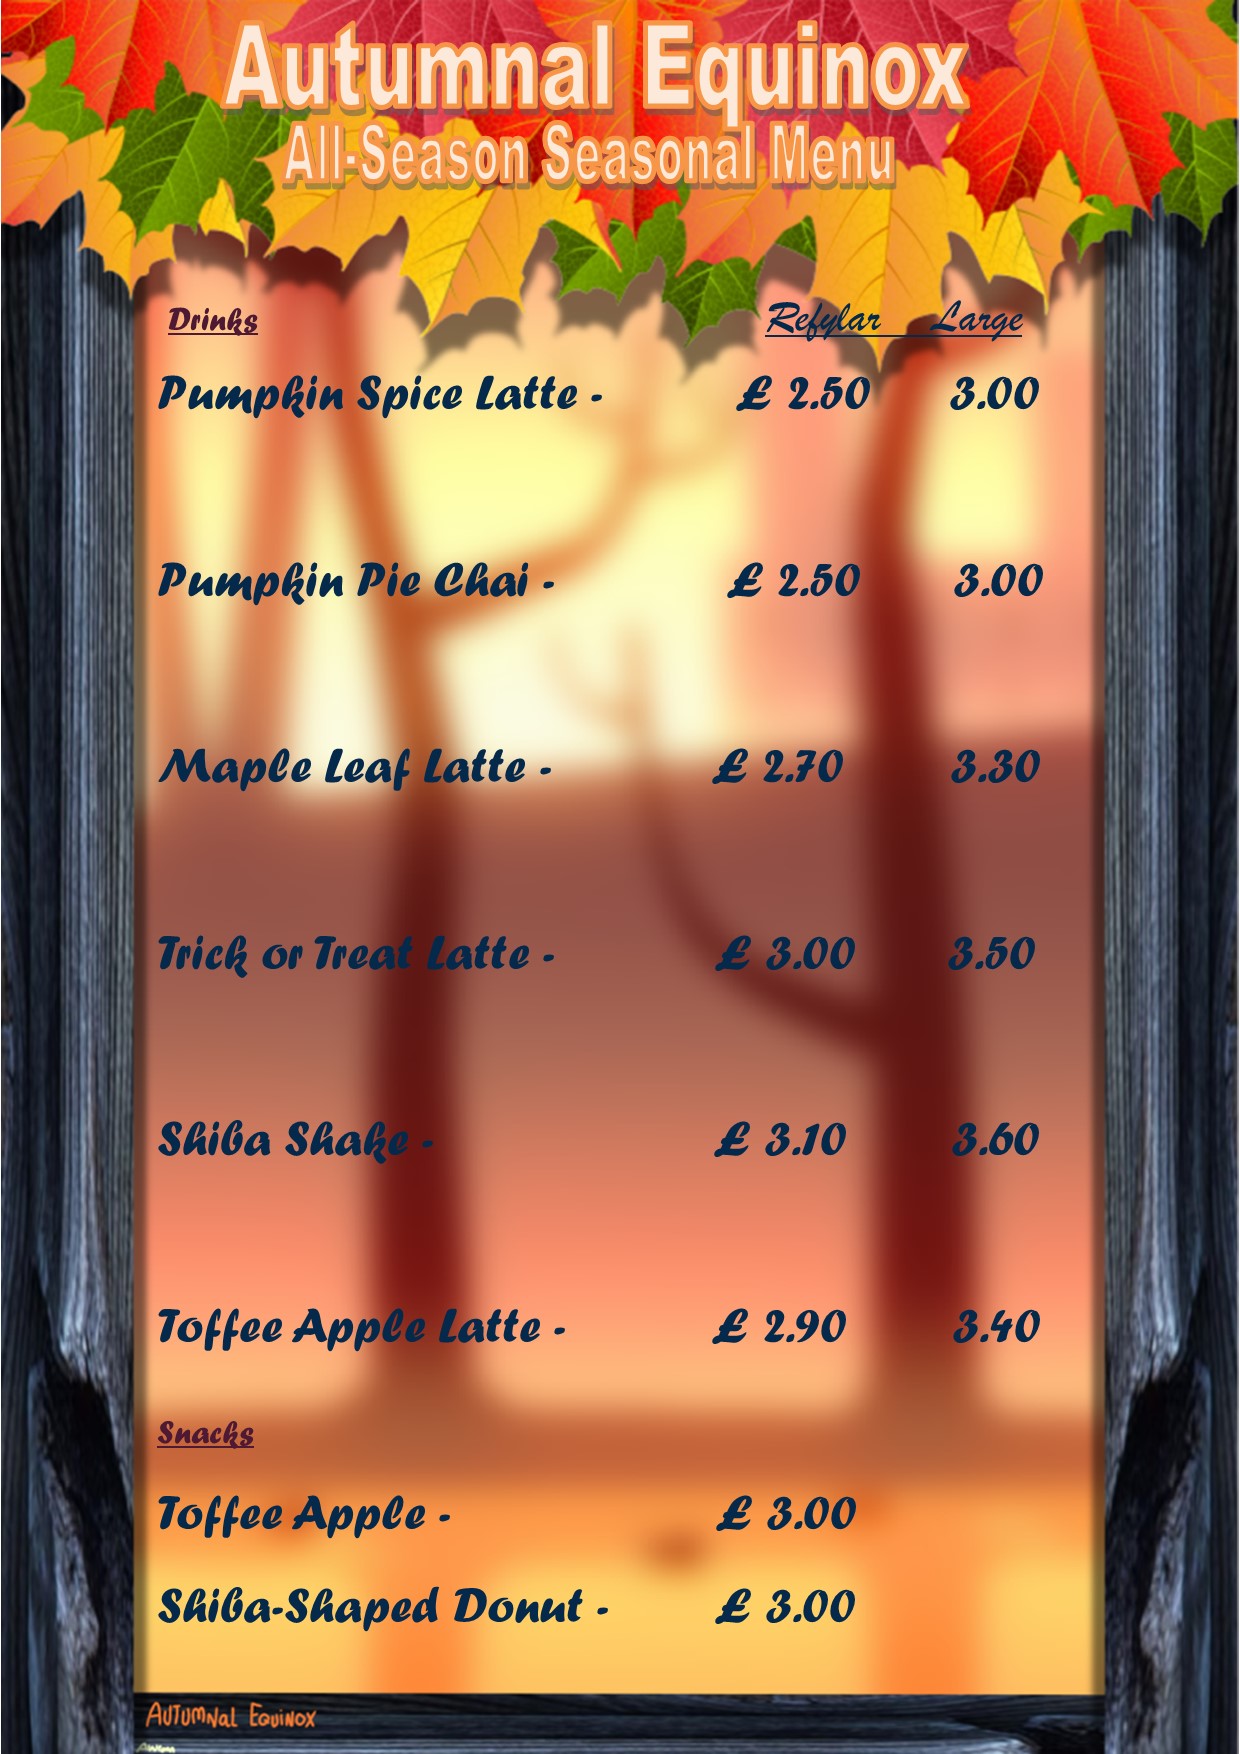 Autumnal Equinox
All-Season Seasonal Menu
Drinks Refylar Large
Pumpkin Spice Latte - £ 2.50 3.00
Pumpkin Pie Chai - £ 2.50 3.00
Maple Leaf Latte - £ 2.70 3.30
Trick or Treat Latte - £ 3.00 3.50
Shiba Shake - £ 3.10 3.60
Toffee Apple Latte - £ 2.90 3.40
Snacks
Toffee Apple - £ 3.00
Shiba-Shaped Donut - £ 3.00
Autumnal Equinox